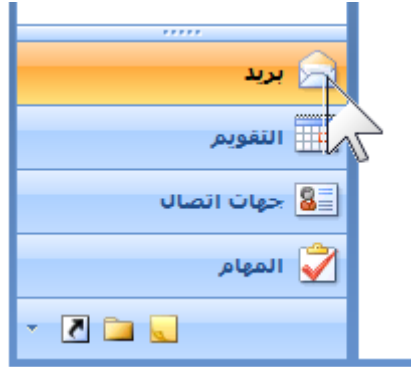 بريد
التقويم
جهات اتصال
المهام